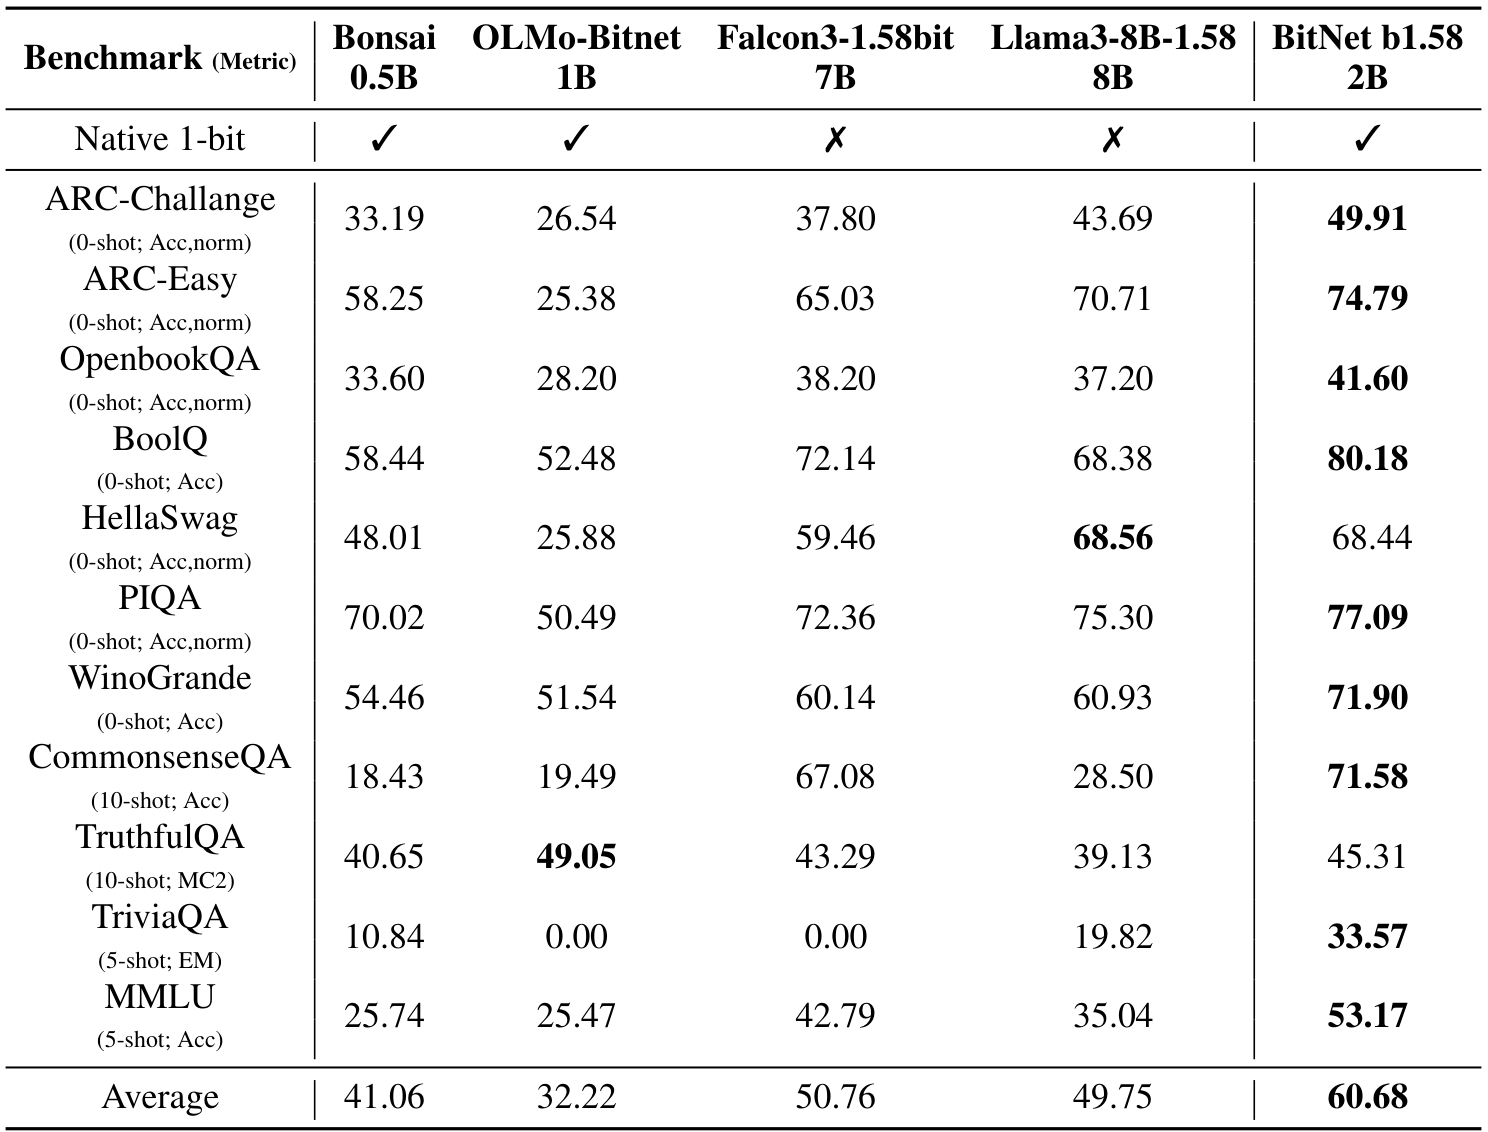 Benchmark (Metric) Bonsai OLMo-Bitnet Falcon3-1.58bit Llama3-8B-1.58 BitNet b1.58
0.5B 1B 7B 8B 2B
Native 1-bit ✓ ✓ ✗ ✗ ✓
ARC-Challange
(0-shot; Acc,norm) 33.19 26.54 37.80 43.69 49.91
ARC-Easy
(0-shot; Acc,norm) 58.25 25.38 65.03 70.71 74.79
OpenbookQA
(0-shot; Acc,norm) 33.60 28.20 38.20 37.20 41.60
BoolQ
(0-shot; Acc) 58.44 52.48 72.14 68.38 80.18
HellaSwag
(0-shot; Acc,norm) 48.01 25.88 59.46 68.56 68.44
PIQA
(0-shot; Acc,norm) 70.02 50.49 72.36 75.30 77.09
WinoGrande
(0-shot; Acc) 54.46 51.54 60.14 60.93 71.90
CommonsenseQA
(10-shot; Acc) 18.43 19.49 67.08 28.50 71.58
TruthfulQA
(10-shot; MC2) 40.65 49.05 43.29 39.13 45.31
TriviaQA
(5-shot; EM) 10.84 0.00 0.00 19.82 33.57
MMLU
(5-shot; Acc) 25.74 25.47 42.79 35.04 53.17
Average 41.06 32.22 50.76 49.75 60.68